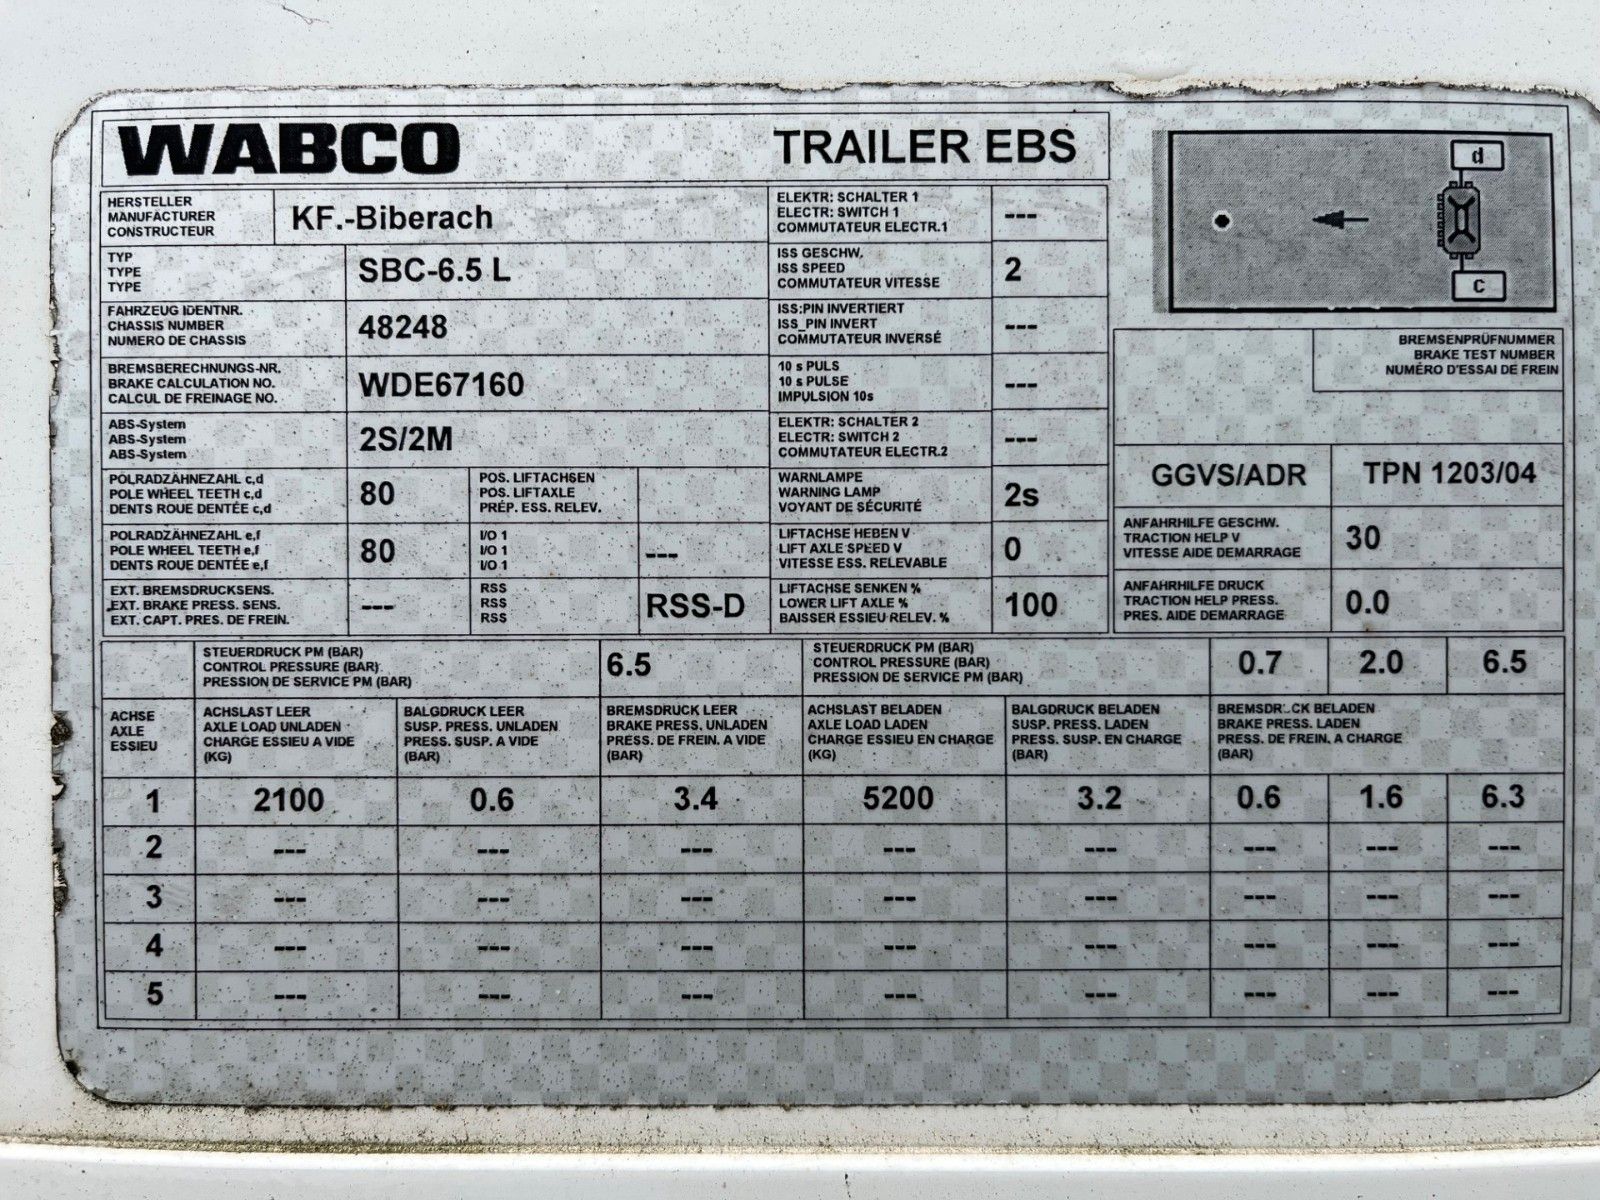 WABCO TRAILER EBS
d
c
HERSTELLER
MANUFACTURER
CONSTRUCTEUR
KF.-Biberach
TYP
TYPE
TYPE
SBC-6.5 L
FAHRZEUG IDENTNR.
CHASSIS NUMBER
NUMERO DE CHASSIS
48248
BREMSBERECHNUNGS-NR.
BRAKE CALCULATION NO.
CALCUL DE FREINAGE NO.
WDE67160
ABS-System
ABS-System
ABS-System
2S/2M
POLRADZÄHNEZAHL c,d
POLE WHEEL TEETH c,d
DENTS ROUE DENTÉE c,d
80
POS. LIFTACHSEN
POS. LIFTAXLE
PRÉP. ESS. RELEV.
POLRADZÄHNEZAHL e,f
POLE WHEEL TEETH e,f
DENTS ROUE DENTÉE e,f
80
I/O 1
I/O 1
I/O 1
---
EXT. BREMSDRUCKSENS.
EXT. BRAKE PRESS. SENS.
EXT. CAPT. PRES. DE FREIN.
---
RSS
RSS
RSS
RSS-D
ELEKTR: SCHALTER 1
ELECTR: SWITCH 1
COMMUTATEUR ELECTR.1
---
ISS GESCHW.
ISS SPEED
COMMUTATEUR VITESSE
2
ISS:PIN INVERTIERT
ISS_PIN INVERT
COMMUTATEUR INVERSÉ
---
10 s PULS
10 s PULSE
IMPULSION 10s
---
ELEKTR: SCHALTER 2
ELECTR: SWITCH 2
COMMUTATEUR ELECTR.2
---
WARNLAMPE
WARNING LAMP
VOYANT DE SÉCURITÉ
2s
LIFTACHSE HEBEN V
LIFT AXLE SPEED V
VITESSE ESS. RELEVABLE
0
LIFTACHSE SENKEN %
LOWER LIFT AXLE %
BAISSER ESSIEU RELEV. %
100
BREMSENPRÜFNUMMER
BRAKE TEST NUMBER
NUMÉRO D'ESSAI DE FREIN
GGVS/ADR TPN 1203/04
ANFAHRHILFE GESCHW.
TRACTION HELP V
VITESSE AIDE DEMARRAGE
30
ANFAHRHILFE DRUCK
TRACTION HELP PRESS.
PRES. AIDE DEMARRAGE
0.0
STEUERDRUCK PM (BAR)
CONTROL PRESSURE (BAR)
PRESSION DE SERVICE PM (BAR)
6.5
STEUERDRUCK PM (BAR)
CONTROL PRESSURE (BAR)
PRESSION DE SERVICE PM (BAR)
0.7 2.0 6.5
ACHSE
AXLE
ESSIEU
ACHSLAST LEER
AXLE LOAD UNLADEN
CHARGE ESSIEU A VIDE
(KG)
BALGDRUCK LEER
SUSP. PRESS. UNLADEN
PRESS. SUSP. A VIDE
(BAR)
BREMSDRUCK LEER
BRAKE PRESS. UNLADEN
PRESS. DE FREIN. A VIDE
(BAR)
ACHSLAST BELADEN
AXLE LOAD LADEN
CHARGE ESSIEU EN CHARGE
(KG)
BALGDRUCK BELADEN
SUSP. PRESS. LADEN
PRESS. SUSP. EN CHARGE
(BAR)
BREMSDRUCK BELADEN
BRAKE PRESS. LADEN
PRESS. DE FREIN. A CHARGE
(BAR)
1 2100 0.6 3.4 5200 3.2 0.6 1.6 6.3
2 --- --- --- --- --- --- --- ---
3 --- --- --- --- --- --- --- ---
4 --- --- --- --- --- --- --- ---
5 --- --- --- --- --- --- --- ---